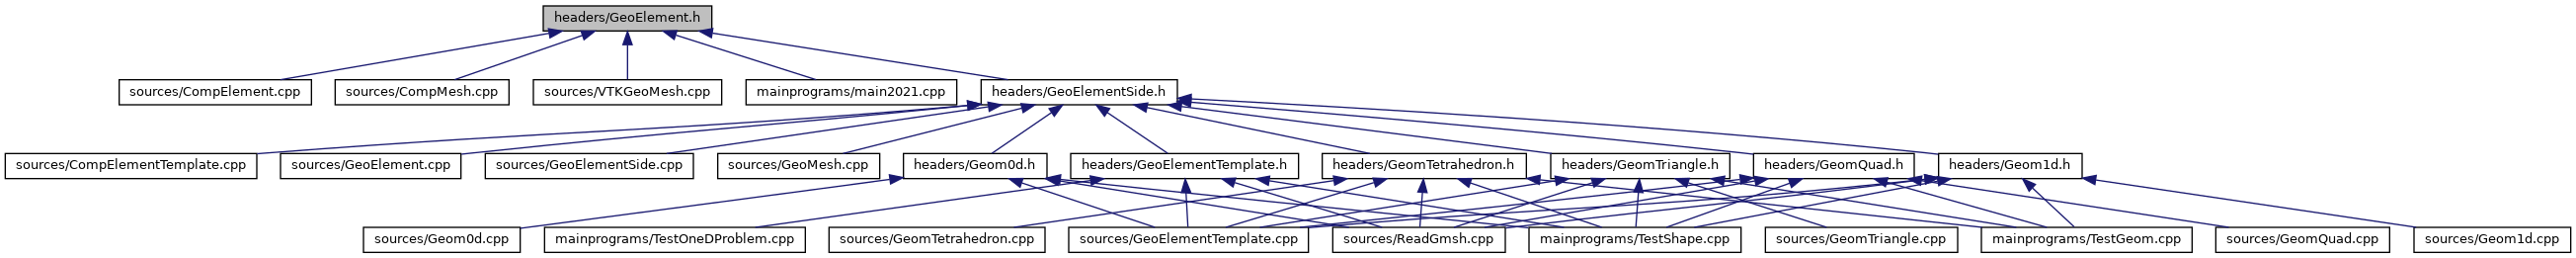 headers/GeoElement.h
sources/CompElement.cpp
sources/CompMesh.cpp
sources/VTKGeoMesh.cpp
mainprograms/main2021.cpp
headers/GeoElementSide.h
sources/CompElementTemplate.cpp
sources/GeoElement.cpp
sources/GeoElementSide.cpp
sources/GeoMesh.cpp
headers/Geom0d.h
headers/GeoElementTemplate.h
headers/GeomTetrahedron.h
headers/GeomTriangle.h
headers/GeomQuad.h
headers/Geom1d.h
sources/Geom0d.cpp
mainprograms/TestOneDProblem.cpp
sources/GeomTetrahedron.cpp
sources/GeoElementTemplate.cpp
sources/ReadGmsh.cpp
mainprograms/TestShape.cpp
sources/GeomTriangle.cpp
mainprograms/TestGeom.cpp
sources/GeomQuad.cpp
sources/Geom1d.cpp